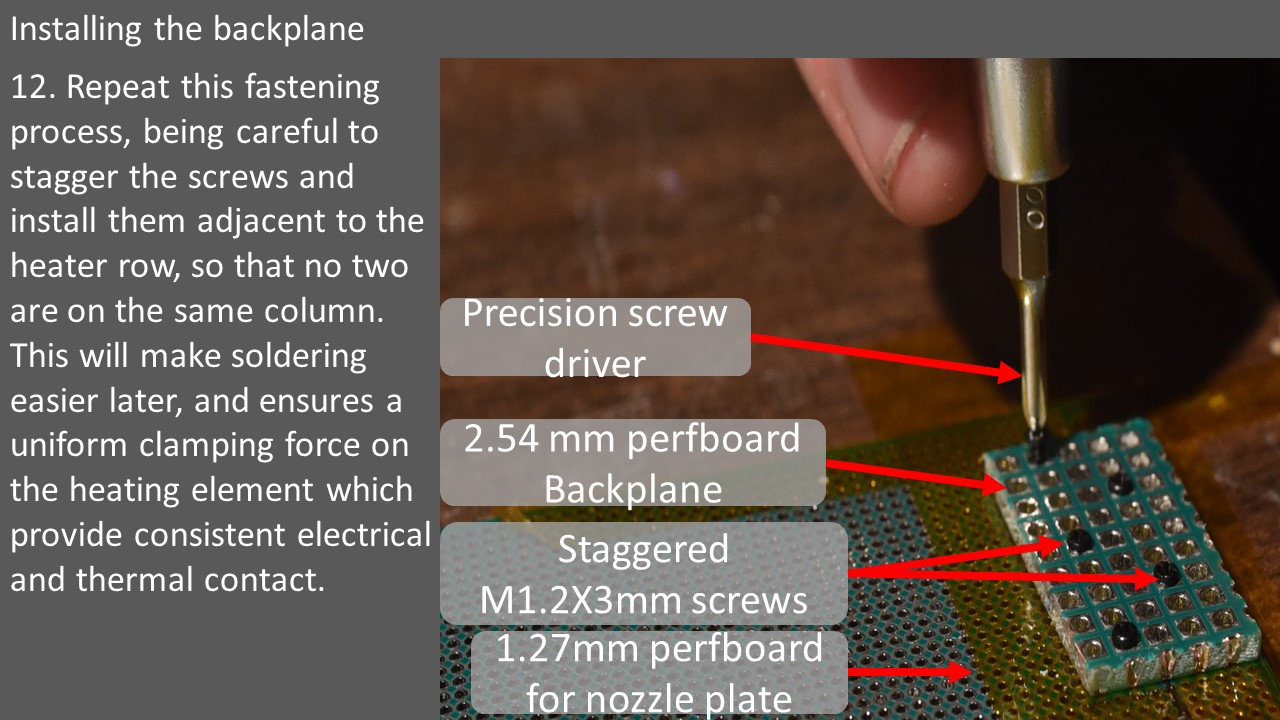 Installing the backplane
12. Repeat this fastening
process, being careful to
stagger the screws and
install them adjacent to the
heater row, so that no two
are on the same column.
This will make soldering
easier later, and ensures a
uniform clamping force on
the heating element which
provide consistent electrical
and thermal contact.
Precision screw
driver
2.54 mm perfboard
Backplane
Staggered
M1.2X3mm screws
1.27mm perfboard
for nozzle plate